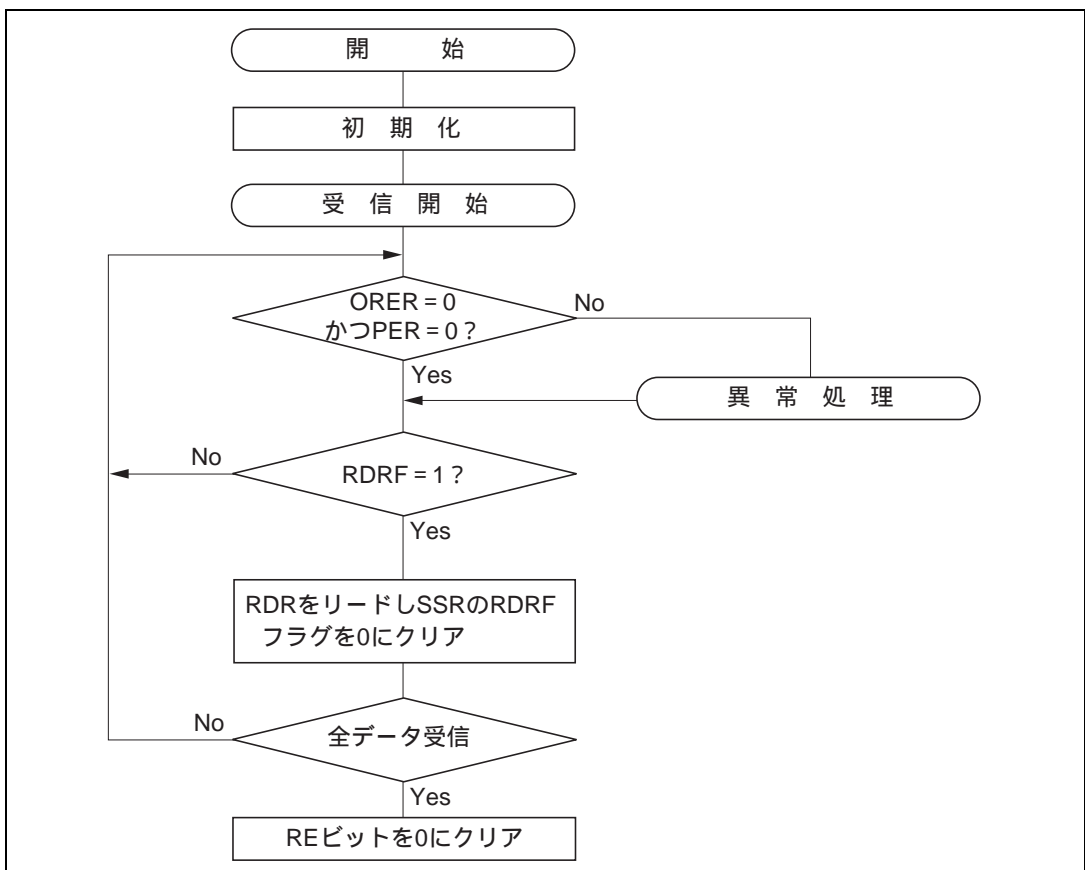 開 始
初 期 化
受 信 開 始
ORER = 0
かつPER = 0？
No
Yes
異 常 処 理
No
RDRF = 1？
Yes
RDRをリードしSSRのRDRF
フラグを0にクリア
No
全データ受信
Yes
REビットを0にクリア